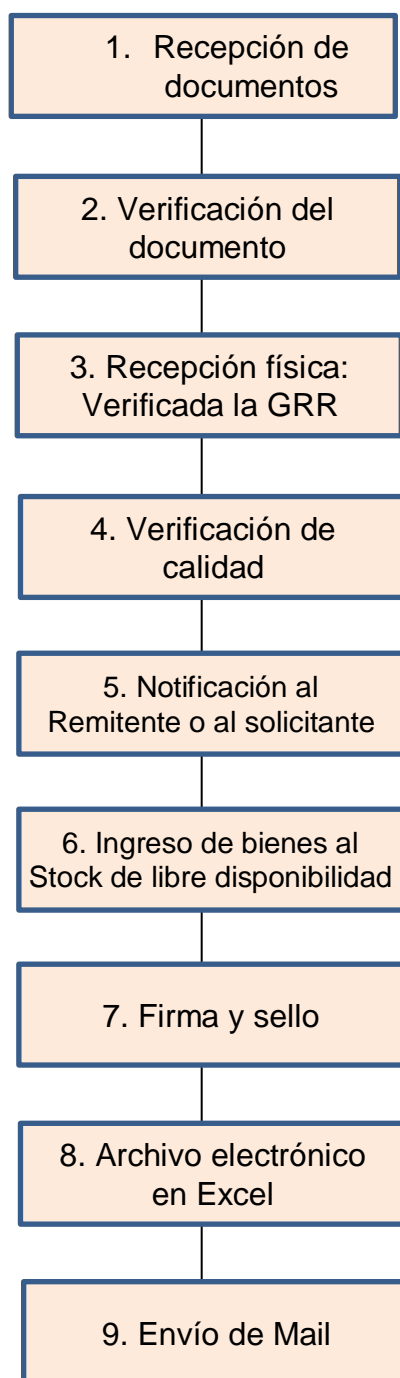 1. Recepción de
documentos
2. Verificación del
documento
3. Recepción física:
Verificada la GRR
4. Verificación de
calidad
5. Notificación al
Remitente o al solicitante
6. Ingreso de bienes al
Stock de libre disponibilidad
7. Firma y sello
8. Archivo electrónico
en Excel
9. Envío de Mail